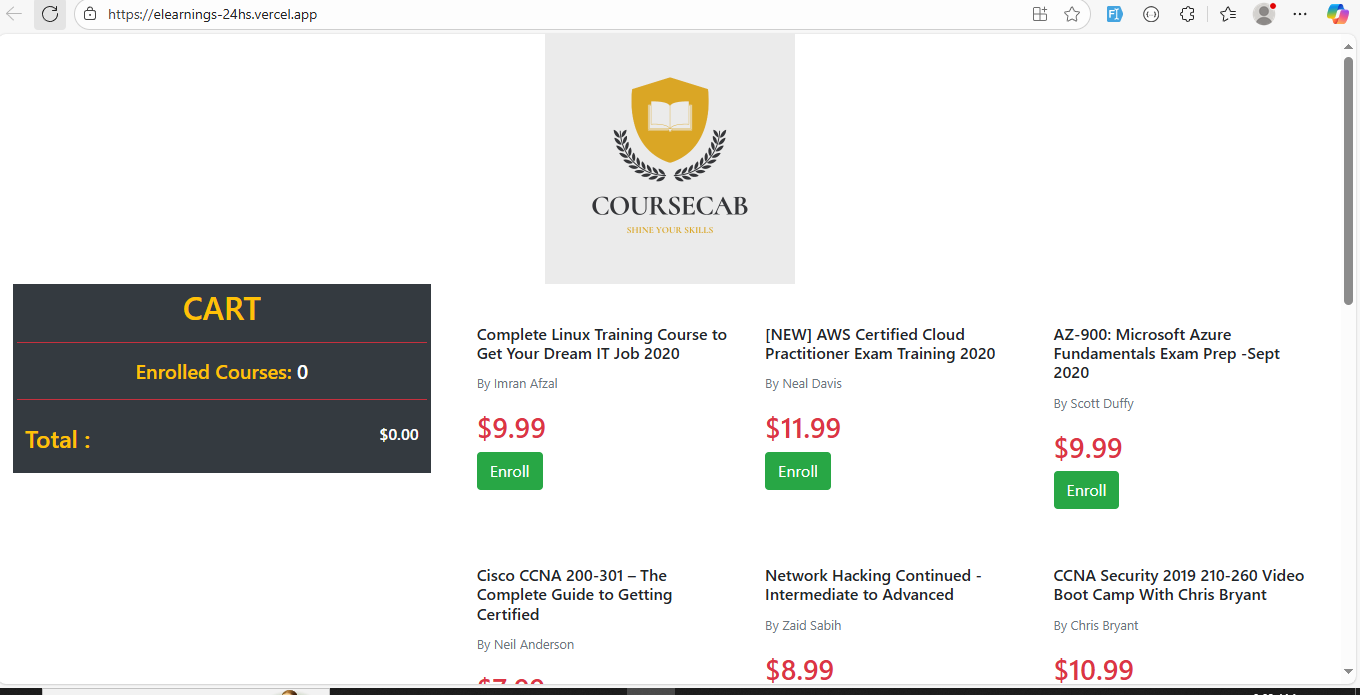 https://elearnings-24hs.vercel.app
COURSECAB
SHINE YOUR SKILLS
CART
Enrolled Courses: 0
Total :
$0.00
Complete Linux Training Course to
Get Your Dream IT Job 2020
By Imran Afzal
$9.99
Enroll
[NEW] AWS Certified Cloud
Practitioner Exam Training 2020
By Neal Davis
$11.99
Enroll
AZ-900: Microsoft Azure
Fundamentals Exam Prep -Sept
2020
By Scott Duffy
$9.99
Enroll
Cisco CCNA 200-301 – The
Complete Guide to Getting
Certified
By Neil Anderson
Network Hacking Continued -
Intermediate to Advanced
By Zaid Sabih
$8.99
CCNA Security 2019 210-260 Video
Boot Camp With Chris Bryant
By Chris Bryant
$10.99